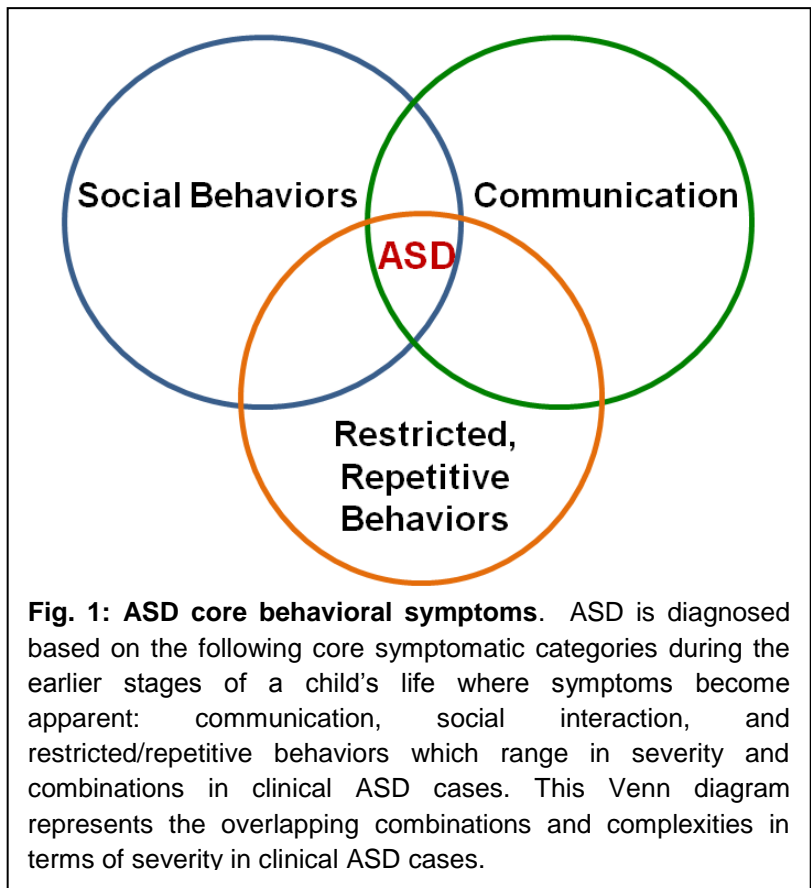 Social Behaviors
Communication
ASD
Restricted,
Repetitive
Behaviors
Fig. 1: ASD core behavioral symptoms. ASD is diagnosed
based on the following core symptomatic categories during the
earlier stages of a child’s life where symptoms become
apparent: communication, social interaction, and
restricted/repetitive behaviors which range in severity and
combinations in clinical ASD cases. This Venn diagram
represents the overlapping combinations and complexities in
terms of severity in clinical ASD cases.